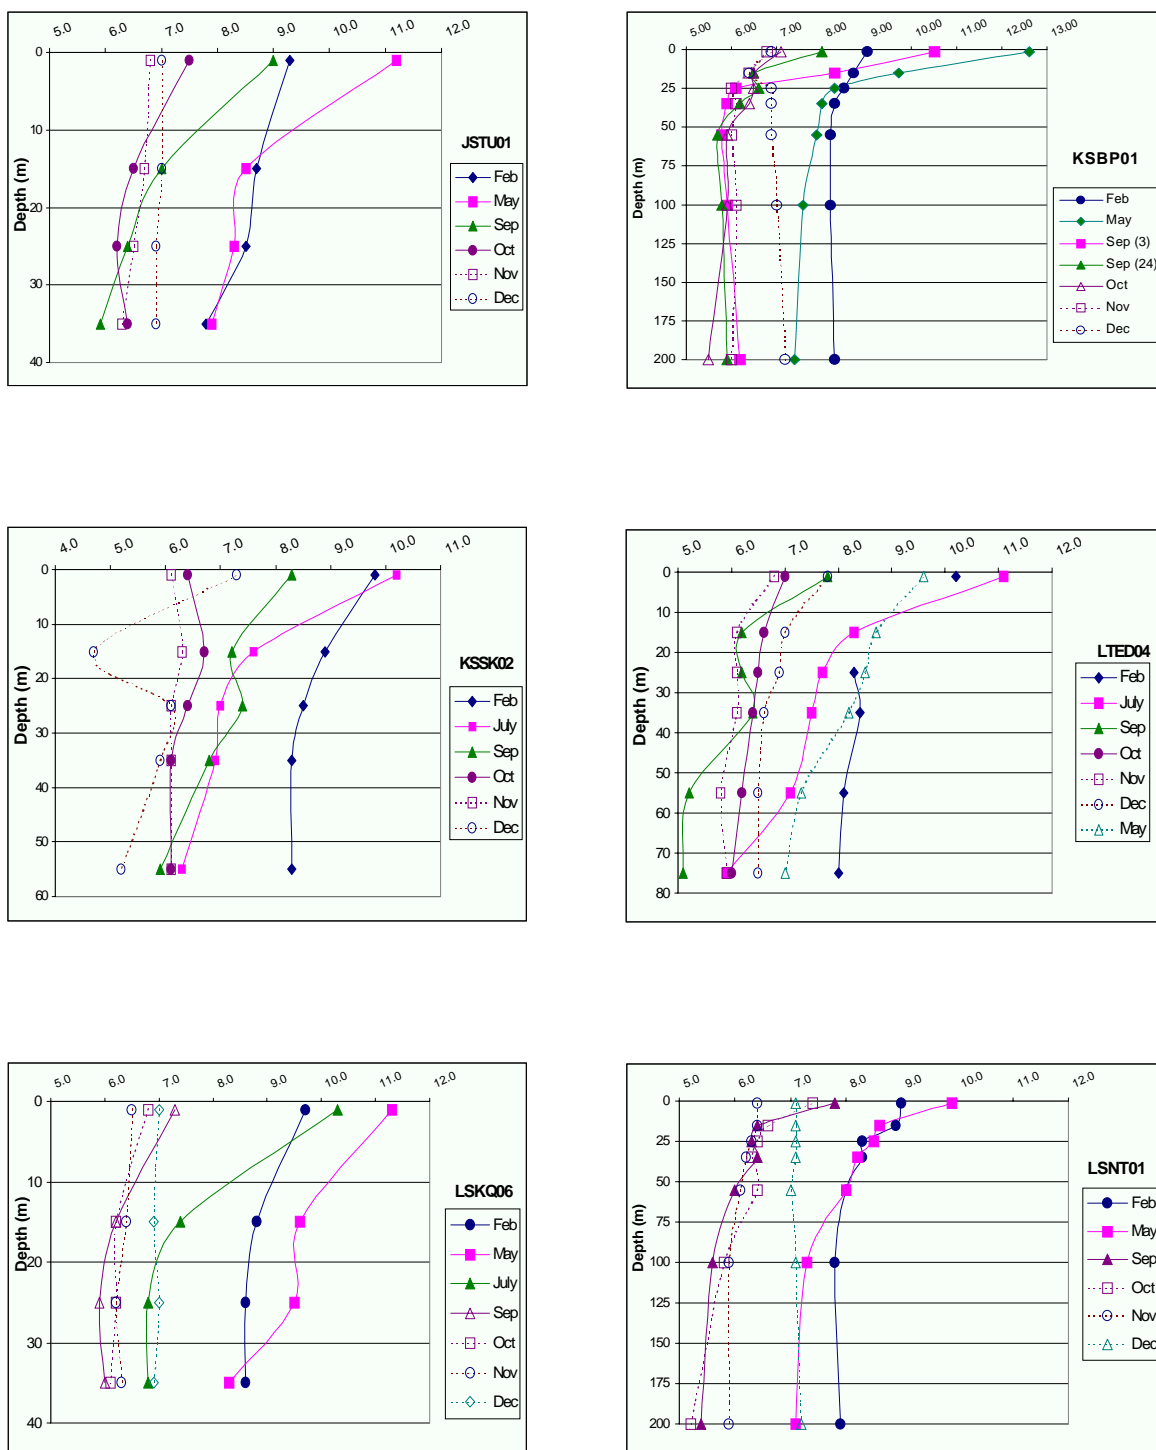 5.0 6.0 7.0 8.0 9.0 10.0 11.0 12.0
0
10
20
30
40
Depth (m)
JSTU01
Feb
May
Sep
Oct
Nov
Dec
5.00 6.00 7.00 8.00 9.00 10.00 11.00 12.00 13.00
0
25
50
75
100
125
150
175
200
Depth (m)
KSBP01
Feb
May
Sep (3)
Sep (24)
Oct
Nov
Dec
4.0 5.0 6.0 7.0 8.0 9.0 10.0 11.0
0
10
20
30
40
50
60
Depth (m)
KSSK02
Feb
July
Sep
Oct
Nov
Dec
5.0 6.0 7.0 8.0 9.0 10.0 11.0 12.0
0
10
20
30
40
50
60
70
80
Depth (m)
LTED04
Feb
July
Sep
Oct
Nov
Dec
May
5.0 6.0 7.0 8.0 9.0 10.0 11.0 12.0
0
10
20
30
40
Depth (m)
LSKQ06
Feb
May
July
Sep
Oct
Nov
Dec
5.0 6.0 7.0 8.0 9.0 10.0 11.0 12.0
0
25
50
75
100
125
150
175
200
Depth (m)
LSNT01
Feb
May
Sep
Oct
Nov
Dec